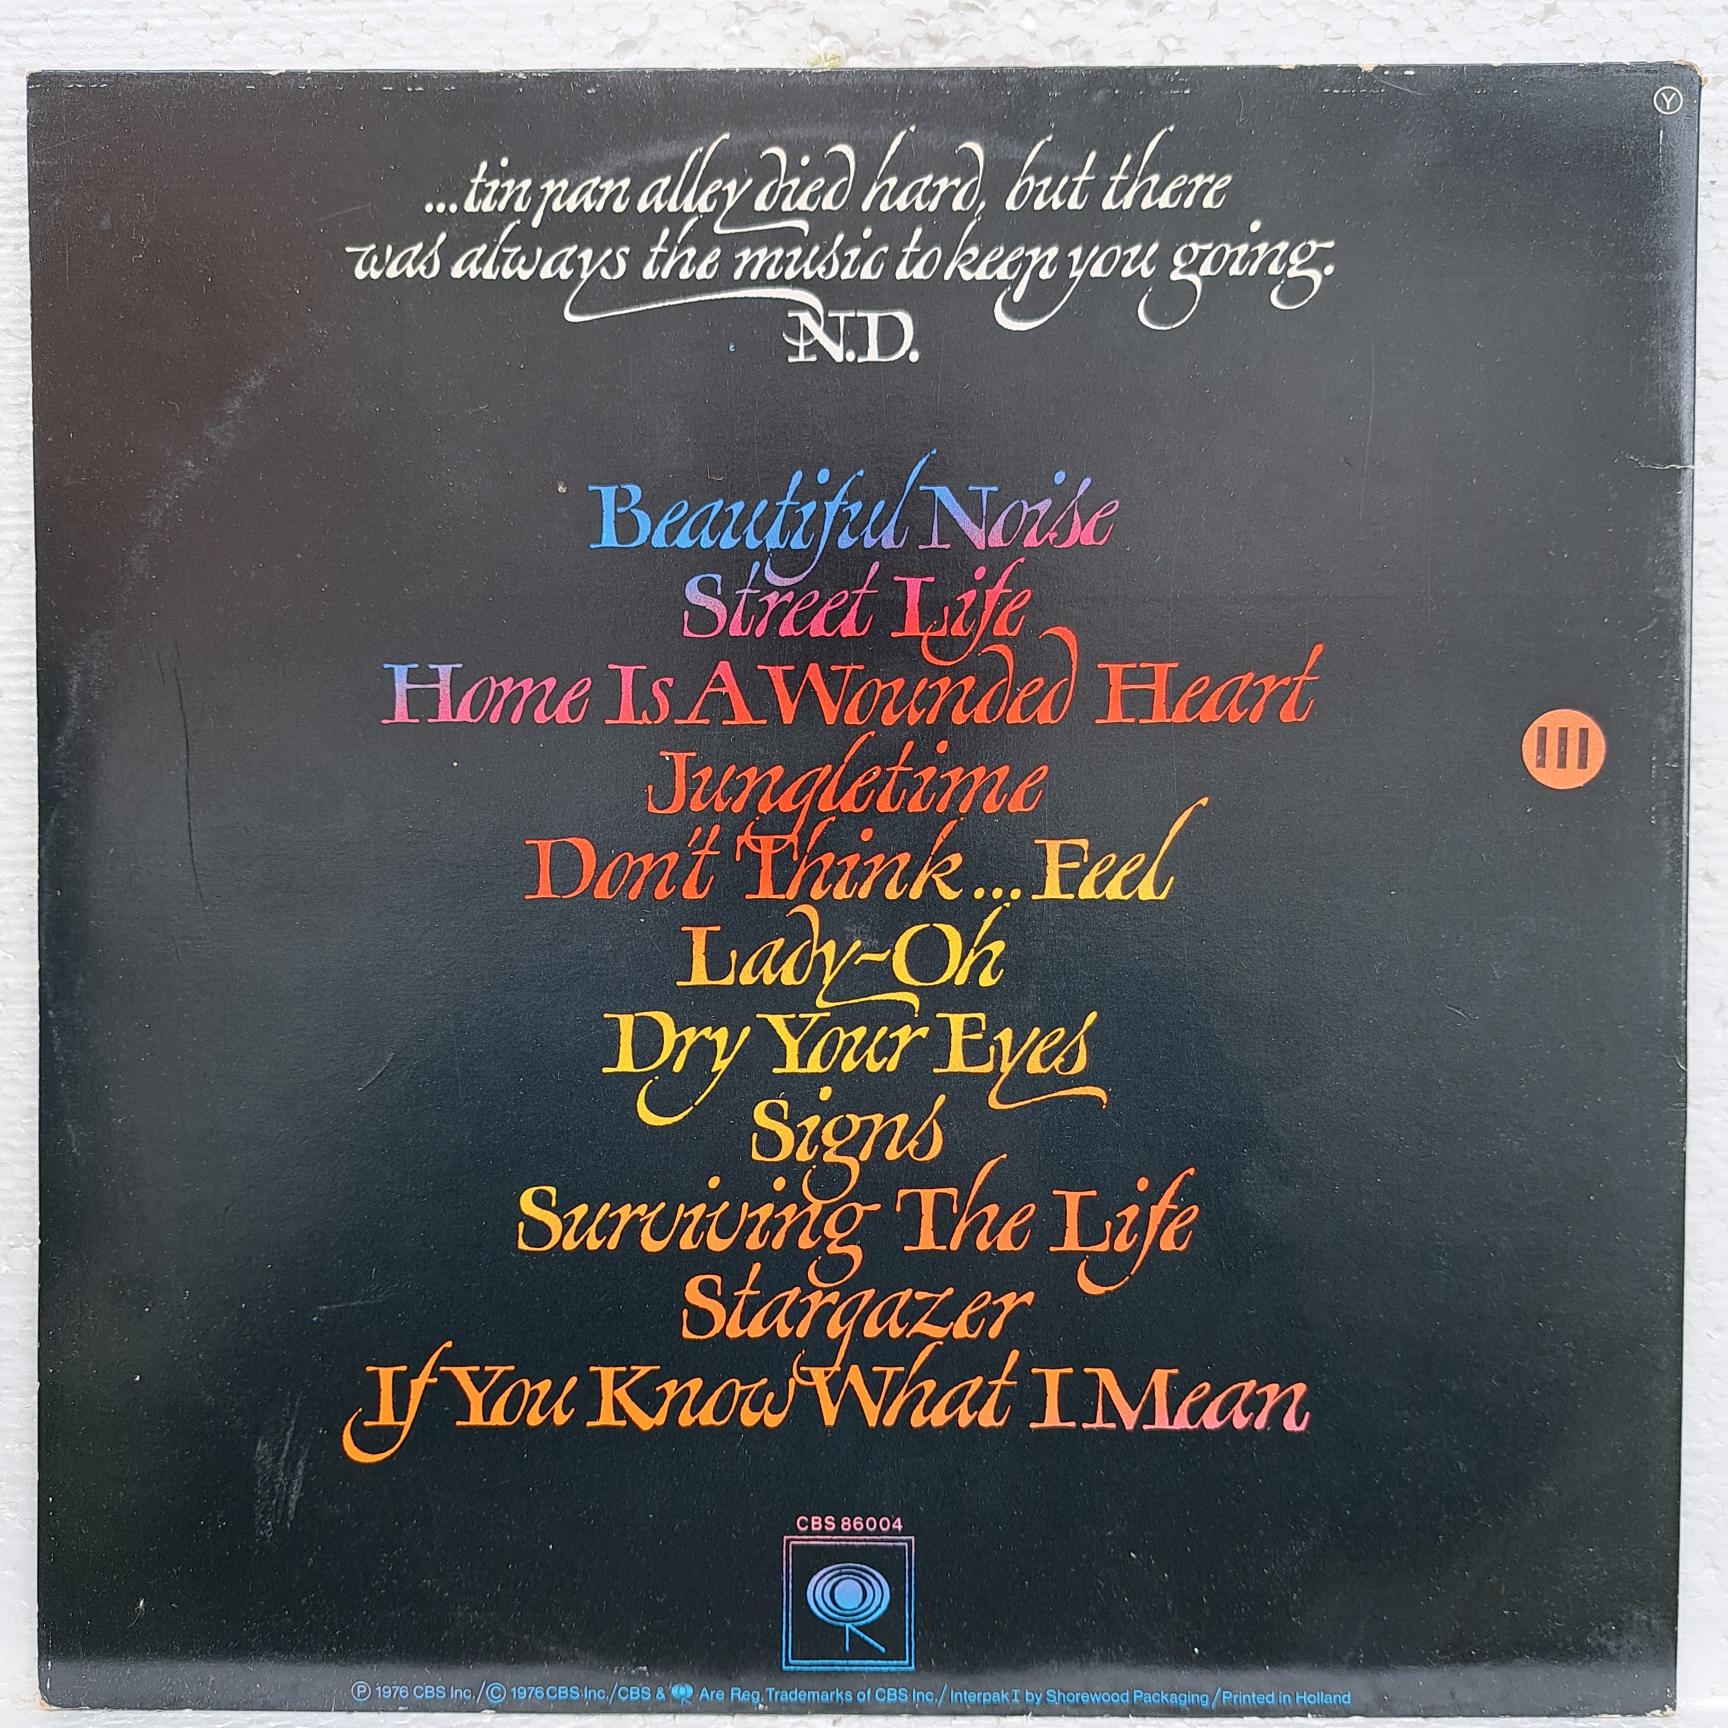 Y
...tin pan alley died hard, but there
was always the music to keep you going.
N.D.
Beautiful Noise
Street Life
Home Is A Wounded Heart
Jungletime
Don't Think...Feel
Lady-Oh
Dry Your Eyes
Signs
Surviving The Life
Stargazer
If You Know What I Mean
III
CBS 86004
℗ 1976 CBS Inc./© 1976 CBS Inc./CBS & Are Reg. Trademarks of CBS Inc./Interpak I by Shorewood Packaging/Printed in Holland